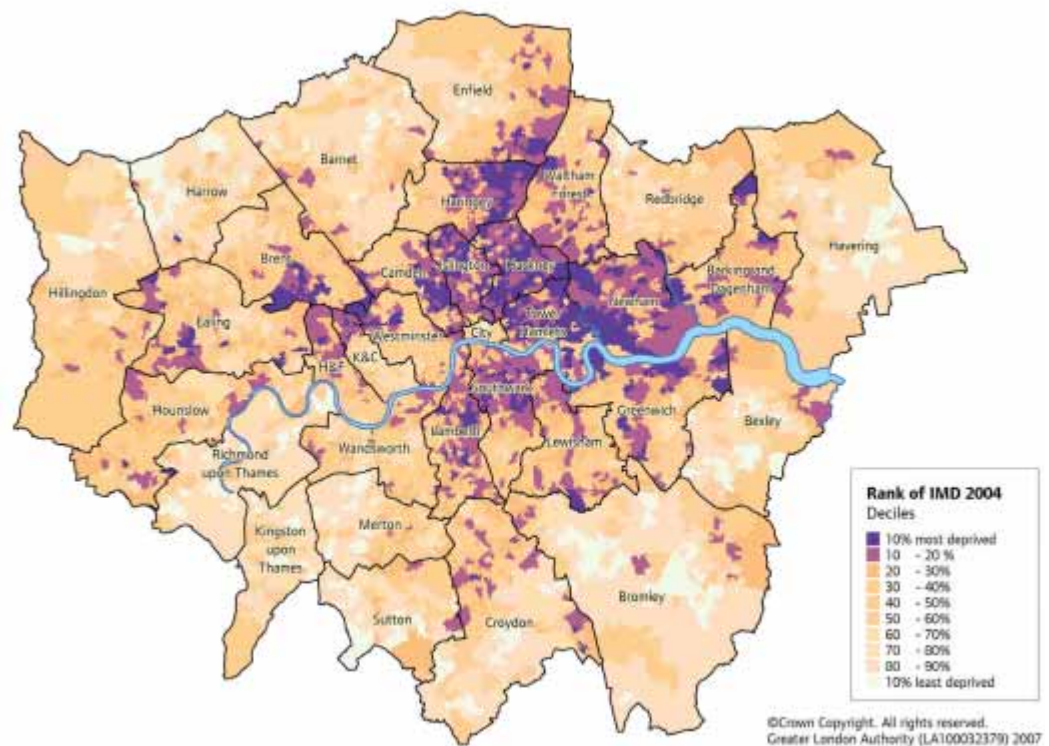 Enfield
Barnet
Harrow
Haringey
Waltham
Forest
Redbridge
Havering
Hillingdon
Brent
Camden
Islington
Hackney
Barking and
Dagenham
Newham
Ealing
Westminster
City
Tower
Hamlets
K&C
H&F
Hounslow
Southwark
Greenwich
Bexley
Richmond
upon Thames
Wandsworth
Lambeth
Lewisham
Merton
Kingston
upon
Thames
Sutton
Croydon
Bromley
Rank of IMD 2004
Deciles
10% most deprived
10 - 20 %
20 - 30%
30 - 40%
40 - 50%
50 - 60%
60 - 70%
70 - 80%
80 - 90%
10% least deprived
©Crown Copyright. All rights reserved.
Greater London Authority (LA100032379) 2007